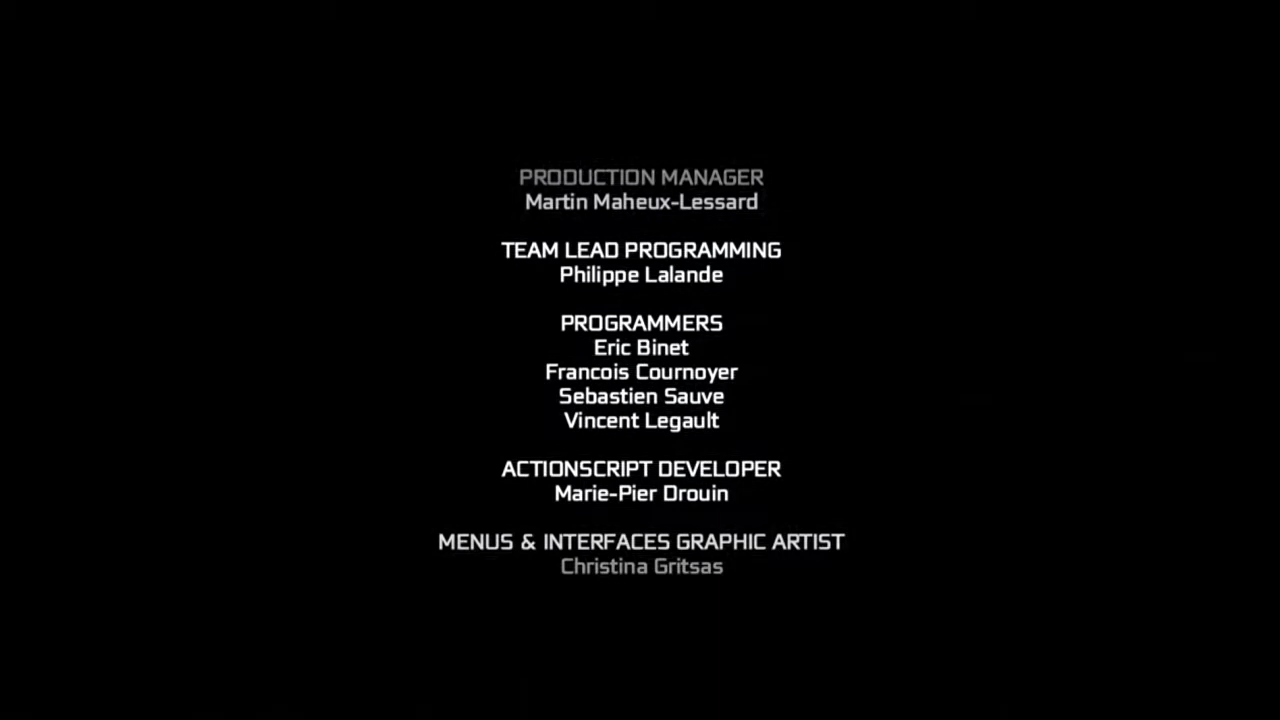 PRODUCTION MANAGER
Martin Maheux-Lessard
TEAM LEAD PROGRAMMING
Philippe Lalande
PROGRAMMERS
Eric Binet
Francois Cournoyer
Sebastien Sauve
Vincent Legault
ACTIONSCRIPT DEVELOPER
Marie-Pier Drouin
MENUS & INTERFACES GRAPHIC ARTIST
Christina Gritsas